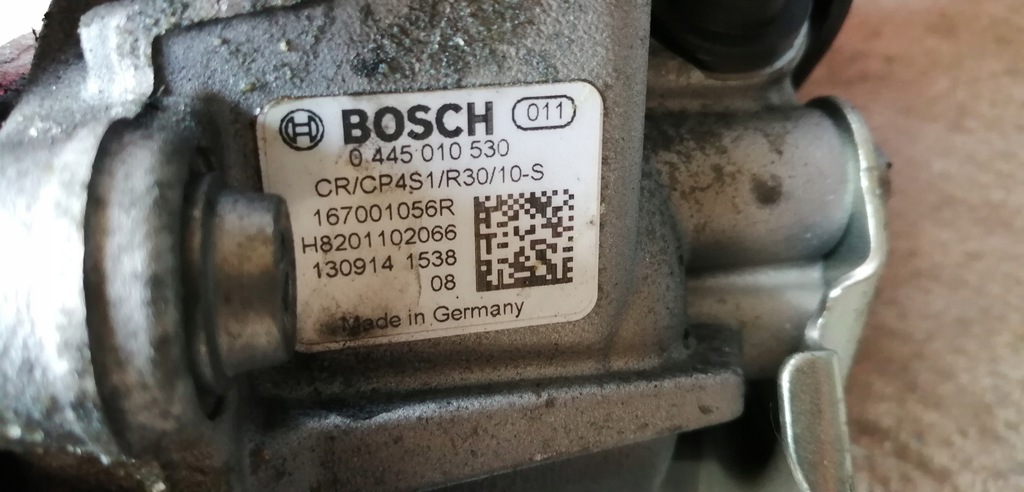 BOSCH 011
0 445 010 530
CR/CP4S1/R30/10-S
167001056R
H8201102066
130914 1538
08
Made in Germany